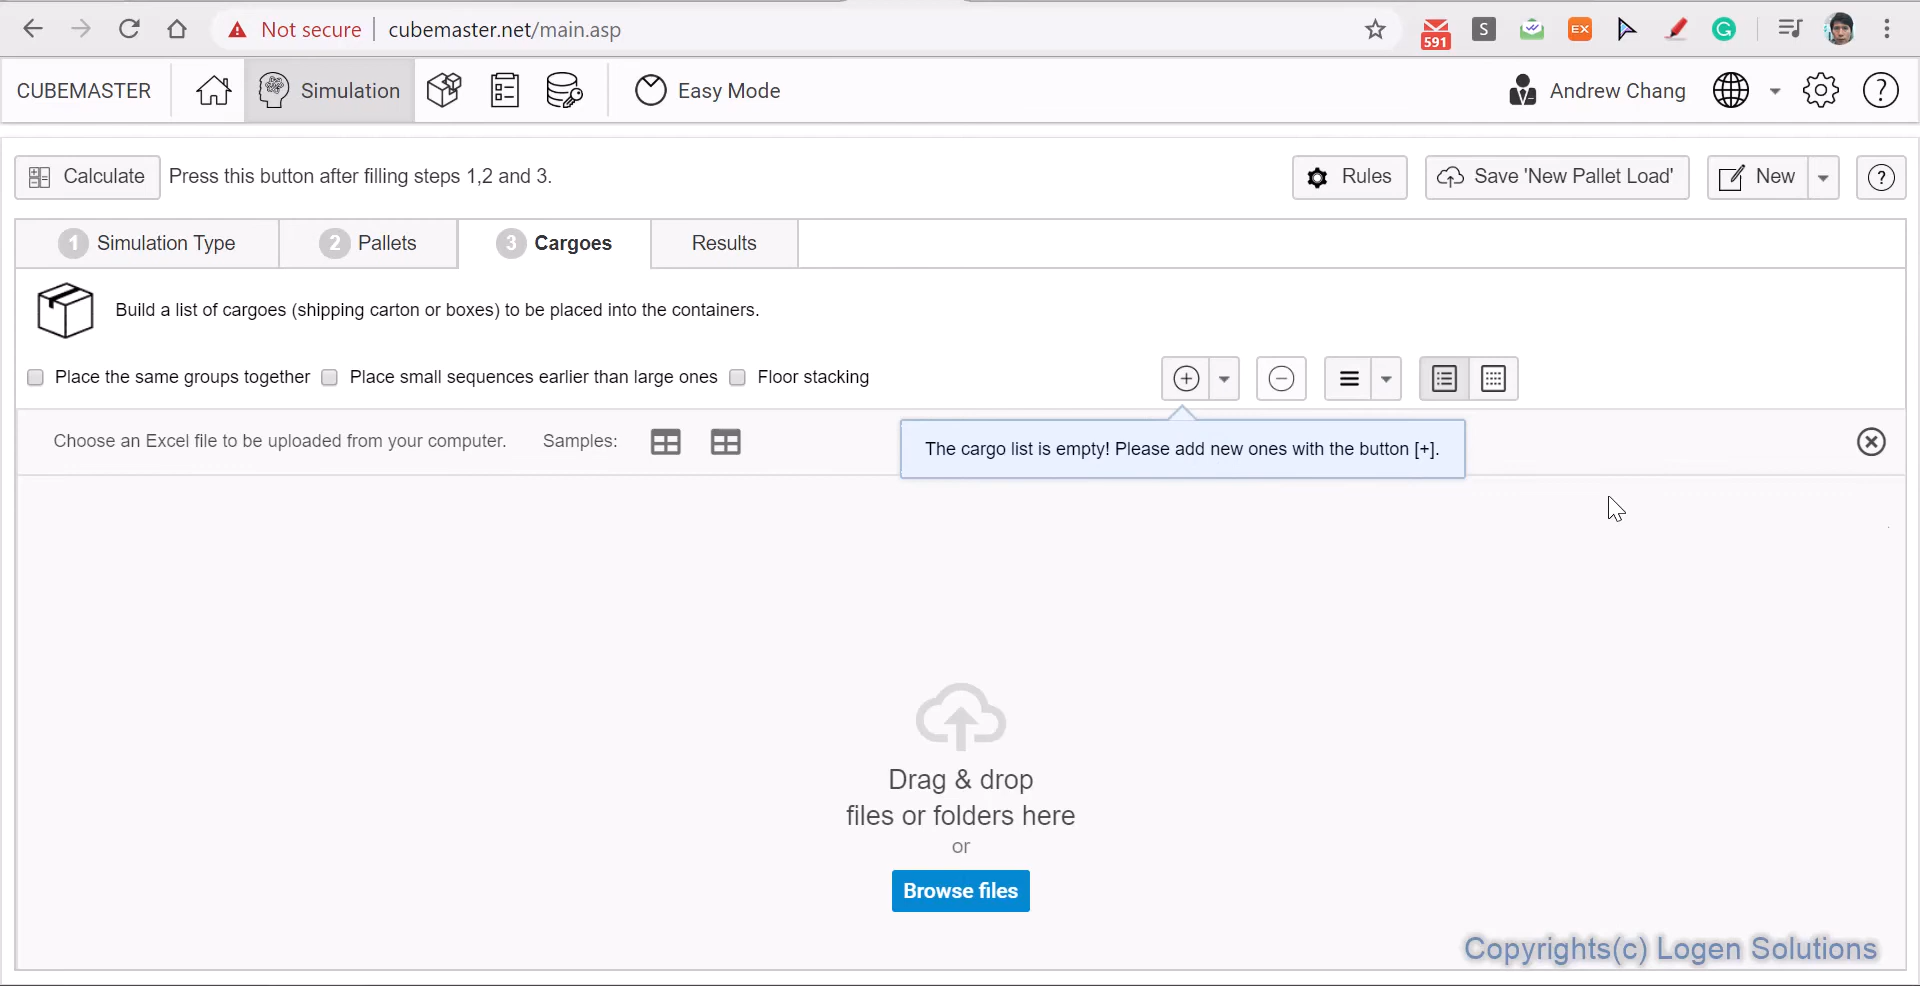 Not secure
cubemaster.net/main.asp
591
S
EX
G
CUBEMASTER
Simulation
Easy Mode
Andrew Chang
?
Calculate
Press this button after filling steps 1,2 and 3.
Rules
Save 'New Pallet Load'
New
?
1 Simulation Type
2 Pallets
3 Cargoes
Results
Build a list of cargoes (shipping carton or boxes) to be placed into the containers.
Place the same groups together
Place small sequences earlier than large ones
Floor stacking
Choose an Excel file to be uploaded from your computer.
Samples:
The cargo list is empty! Please add new ones with the button [+].
Drag & drop
files or folders here
or
Browse files
Copyrights(c) Logen Solutions